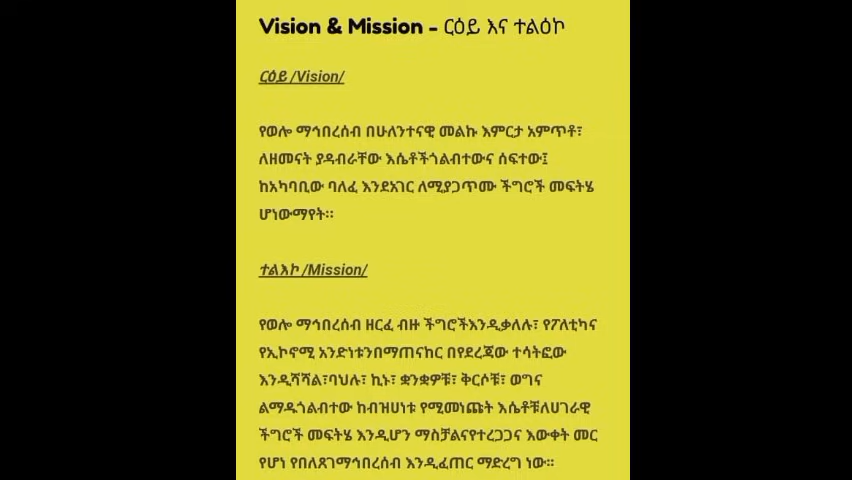 Vision & Mission - ርዕይ እና ተልዕኮ
ርዕይ /Vision/
የወሎ ማኅበረሰብ በሁለንተናዊ መልኩ እምርታ አምጥቶ፣
ለዘመናት ያዳብራቸው እሴቶችጎልብተውና ሰፍተው፤
ከአካባቢው ባለፈ እንደአገር ለሚያጋጥሙ ችግሮች መፍትሄ
ሆነውማየት።
ተልእኮ /Mission/
የወሎ ማኅበረሰብ ዘርፈ ብዙ ችግሮችእንዲቃለሉ፣ የፖለቲካና
የኢኮኖሚ አንድነቱንበማጠናከር በየደረጃው ተሳትፎው
እንዲሻሻል፣ባህሉ፣ ኪኑ፣ ቋንቋዎቹ፣ ቅርሶቹ፣ ወግና
ልማዱጎልብተው ከብዝሀነቱ የሚመነጩት እሴቶቹለሀገራዊ
ችግሮች መፍትሄ እንዲሆን ማስቻልናየተረጋጋና እውቀት መር
የሆነ የበለጸገማኅበረሰብ እንዲፈጠር ማድረግ ነው።